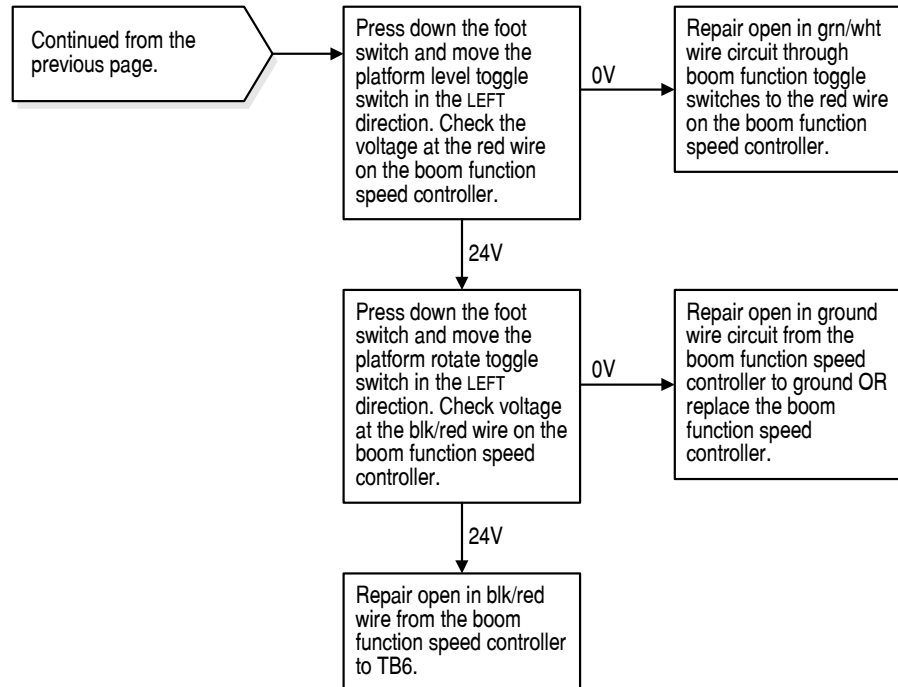 Continued from the
previous page.
Press down the foot
switch and move the
platform level toggle
switch in the LEFT
direction. Check the
voltage at the red wire
on the boom function
speed controller.
0V
Repair open in grn/wht
wire circuit through
boom function toggle
switches to the red wire
on the boom function
speed controller.
24V
Press down the foot
switch and move the
platform rotate toggle
switch in the LEFT
direction. Check voltage
at the blk/red wire on the
boom function speed
controller.
0V
Repair open in ground
wire circuit from the
boom function speed
controller to ground OR
replace the boom
function speed
controller.
24V
Repair open in blk/red
wire from the boom
function speed controller
to TB6.